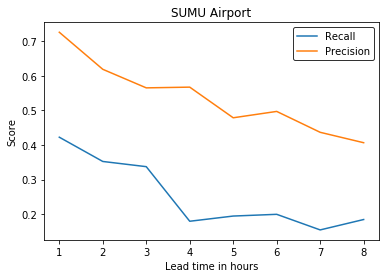 SUMU Airport
Recall
Precision
Score
0.7
0.6
0.5
0.4
0.3
0.2
1 2 3 4 5 6 7 8
Lead time in hours